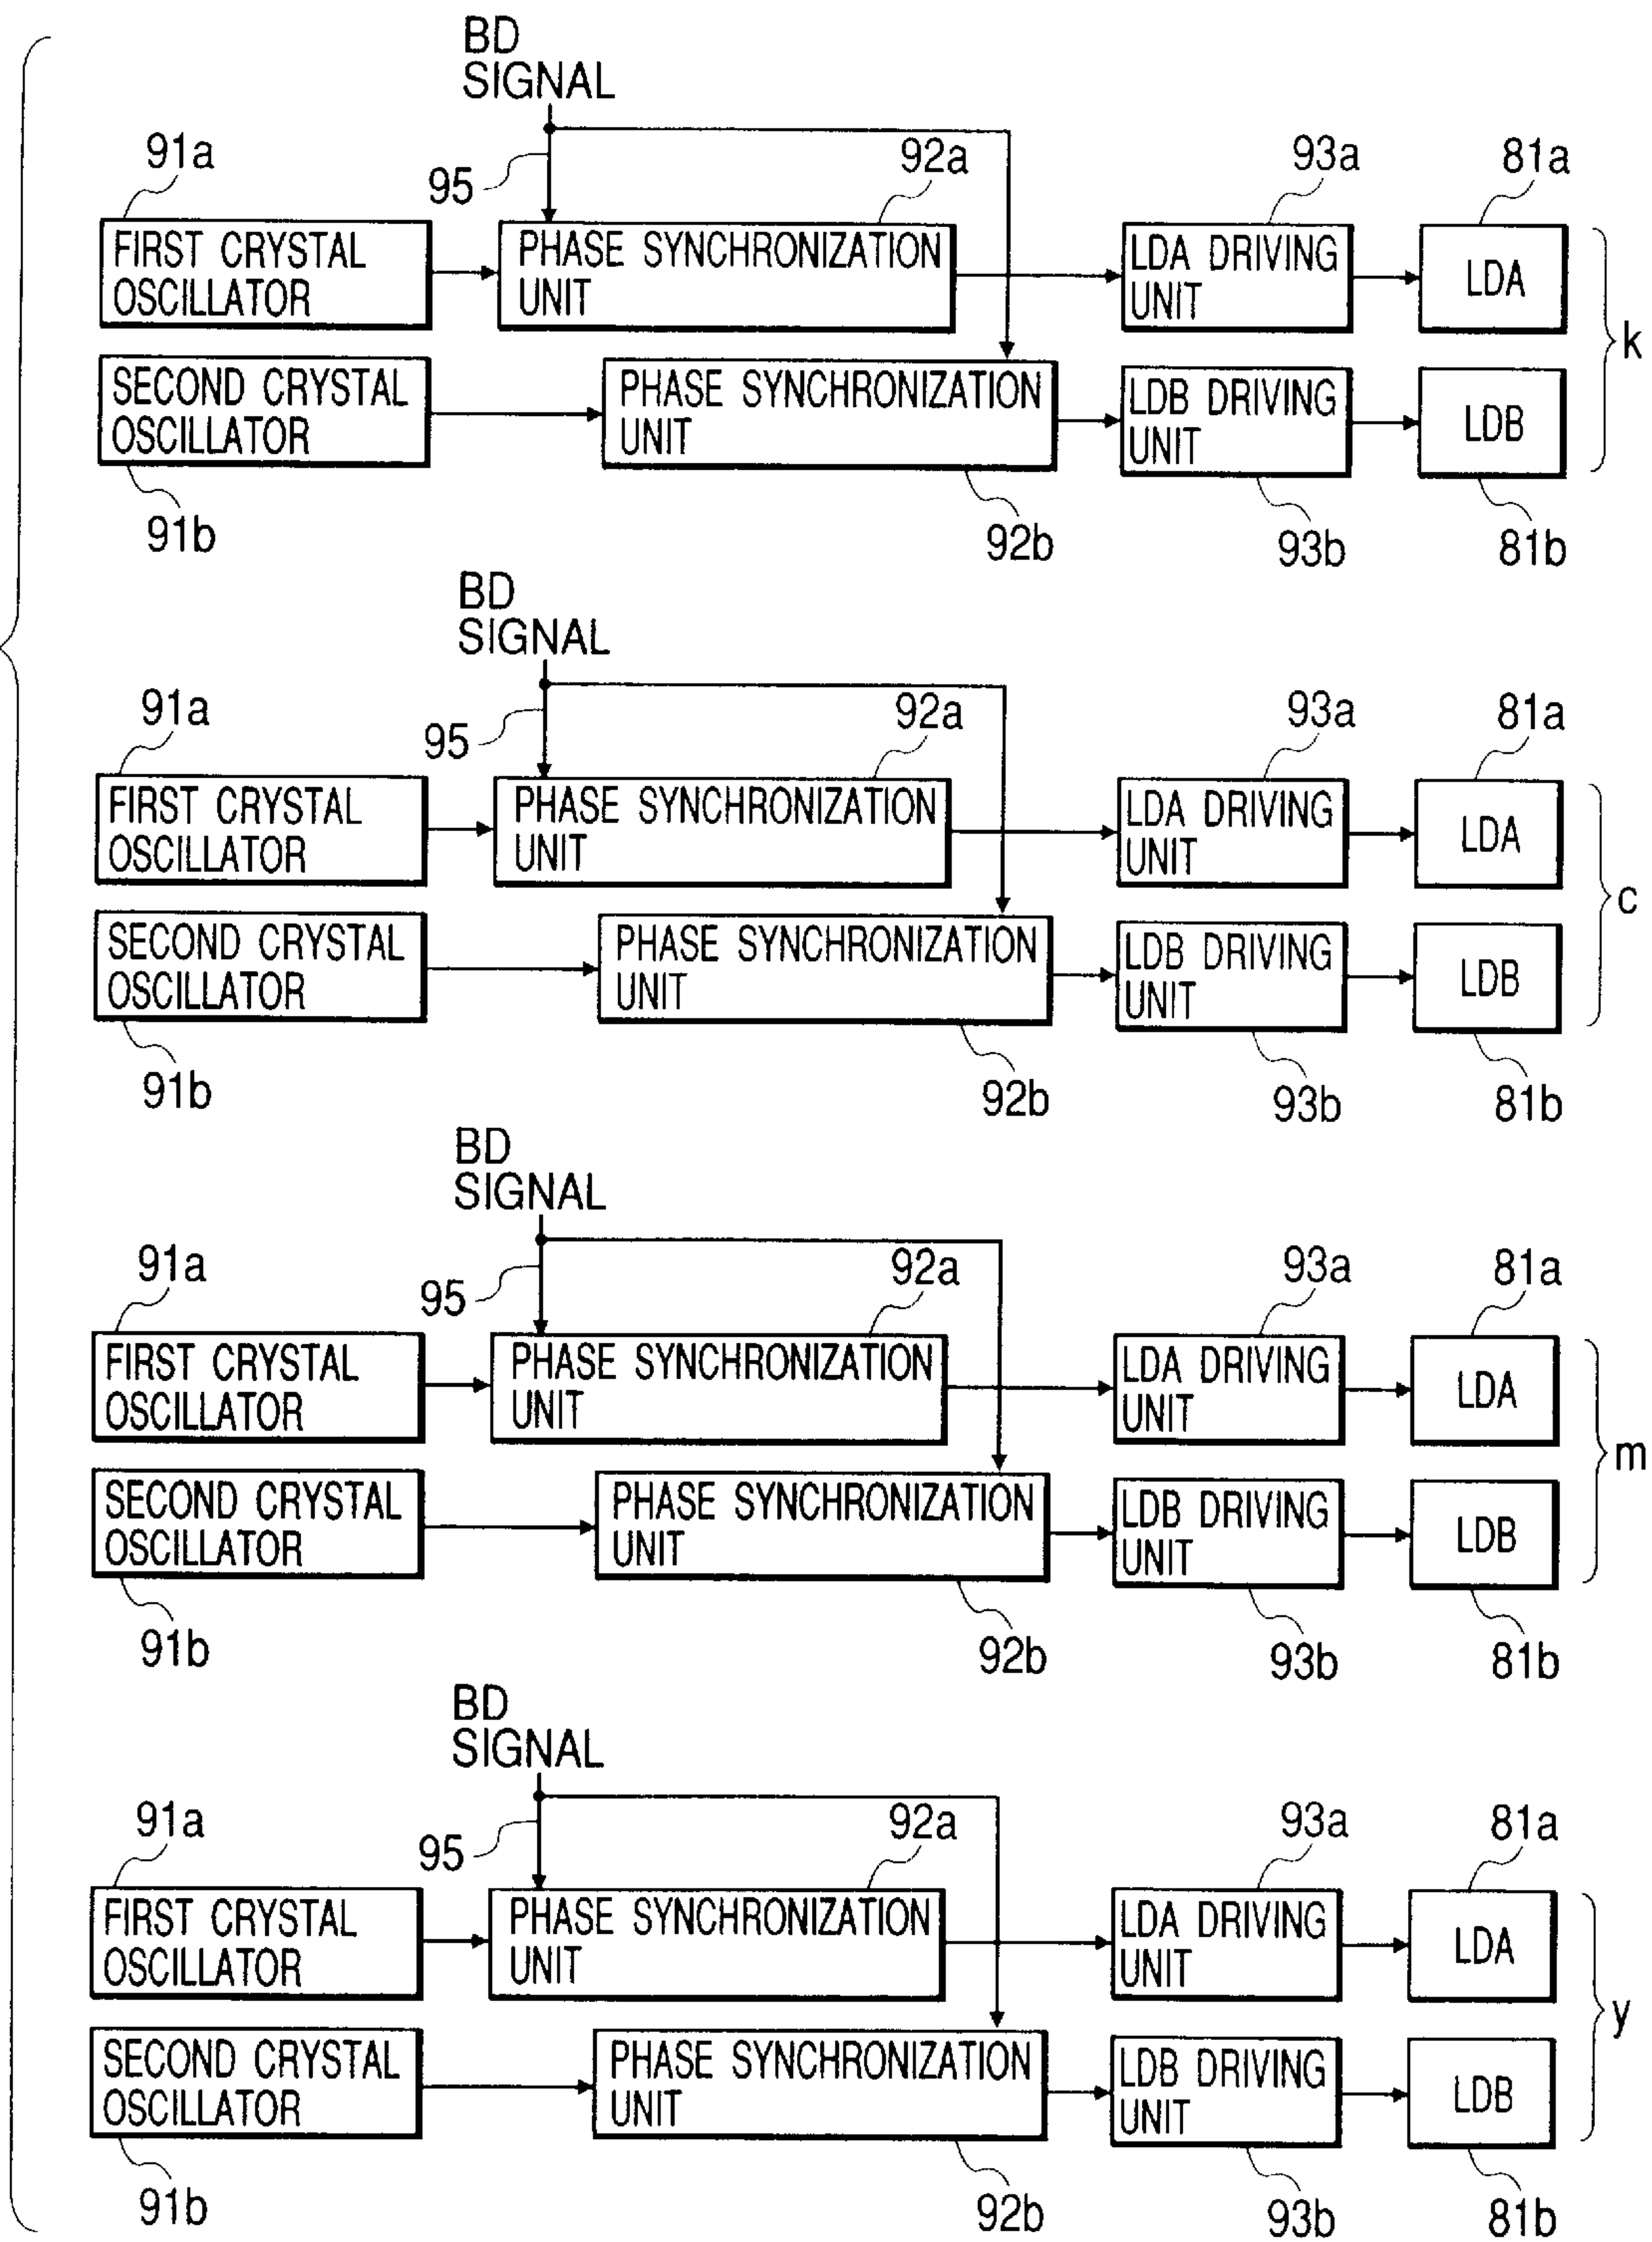 BD
SIGNAL
91a
95
92a
93a
81a
FIRST CRYSTAL
OSCILLATOR
PHASE SYNCHRONIZATION
UNIT
LDA DRIVING
UNIT
LDA
k
SECOND CRYSTAL
OSCILLATOR
PHASE SYNCHRONIZATION
UNIT
LDB DRIVING
UNIT
LDB
91b
92b
93b
81b
BD
SIGNAL
91a
95
92a
93a
81a
FIRST CRYSTAL
OSCILLATOR
PHASE SYNCHRONIZATION
UNIT
LDA DRIVING
UNIT
LDA
c
SECOND CRYSTAL
OSCILLATOR
PHASE SYNCHRONIZATION
UNIT
LDB DRIVING
UNIT
LDB
91b
92b
93b
81b
BD
SIGNAL
91a
95
92a
93a
81a
FIRST CRYSTAL
OSCILLATOR
PHASE SYNCHRONIZATION
UNIT
LDA DRIVING
UNIT
LDA
m
SECOND CRYSTAL
OSCILLATOR
PHASE SYNCHRONIZATION
UNIT
LDB DRIVING
UNIT
LDB
91b
92b
93b
81b
BD
SIGNAL
91a
95
92a
93a
81a
FIRST CRYSTAL
OSCILLATOR
PHASE SYNCHRONIZATION
UNIT
LDA DRIVING
UNIT
LDA
y
SECOND CRYSTAL
OSCILLATOR
PHASE SYNCHRONIZATION
UNIT
LDB DRIVING
UNIT
LDB
91b
92b
93b
81b